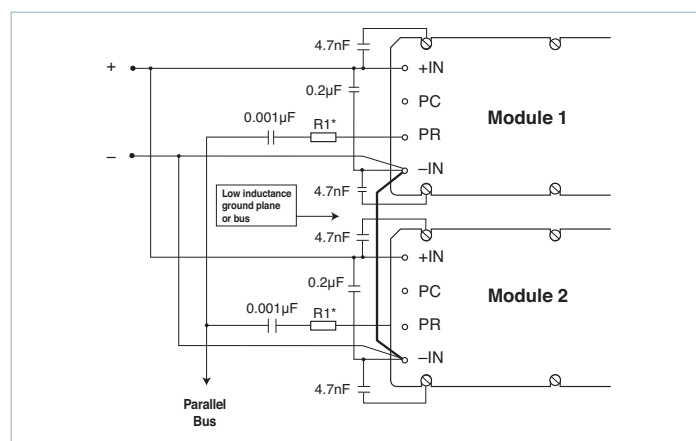 4.7nF
+
+IN
0.2µF
PC
Module 1
0.001µF
R1*
PR
–
–IN
4.7nF
Low inductance
ground plane
or bus
4.7nF
+IN
0.2µF
PC
Module 2
0.001µF
R1*
PR
–IN
4.7nF
Parallel
Bus